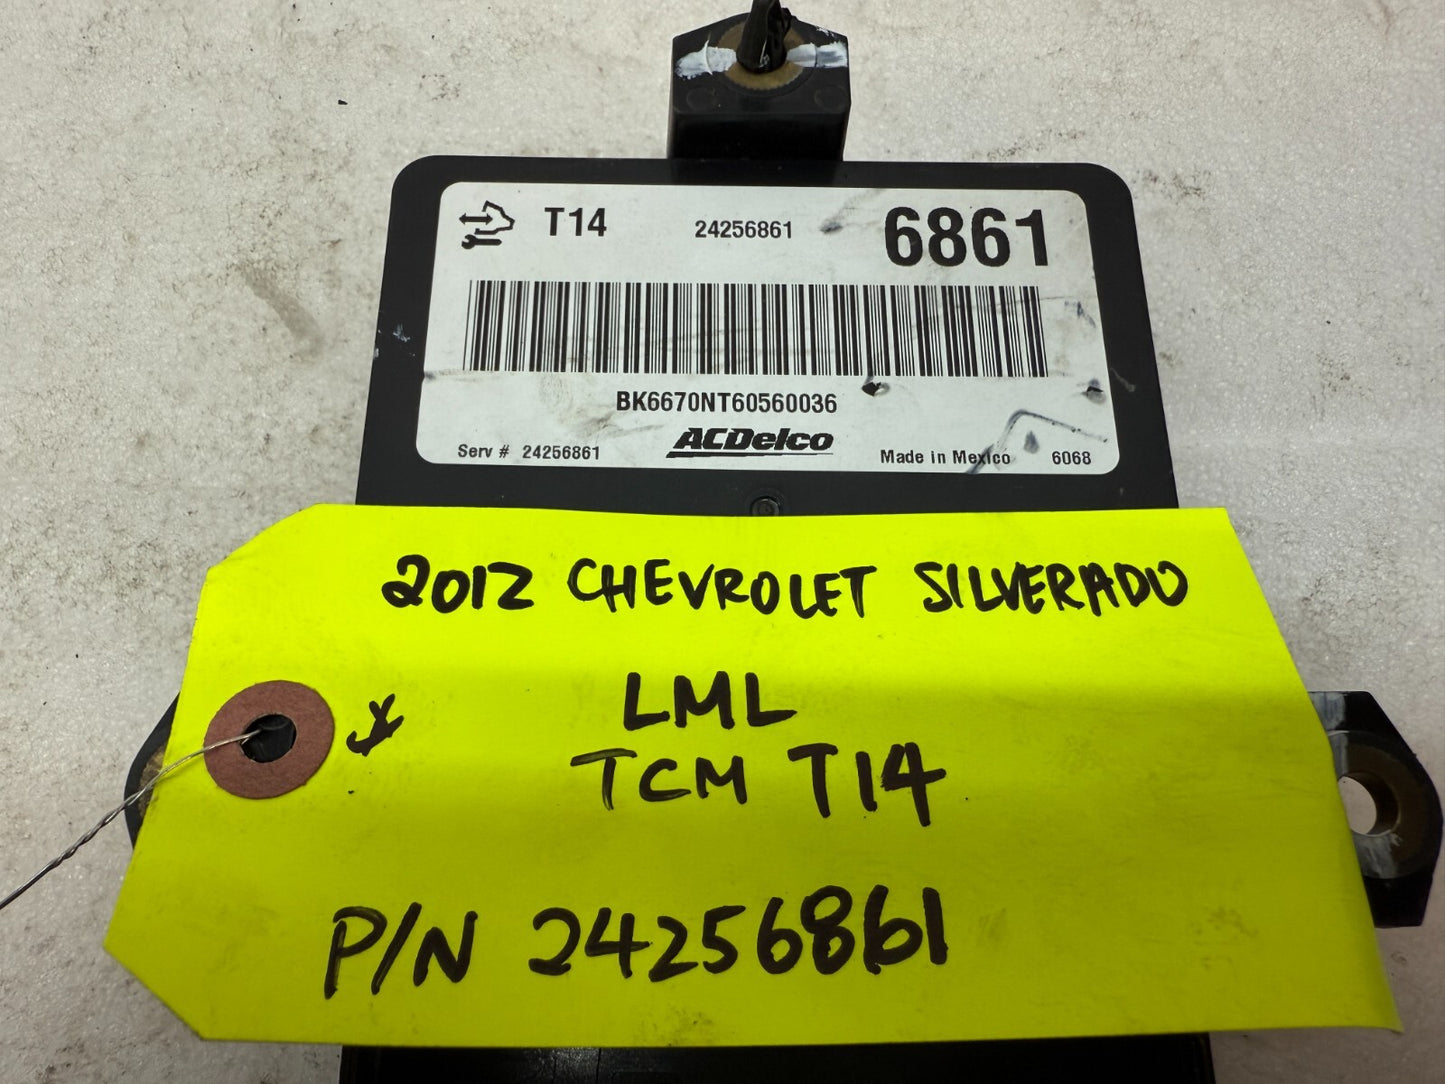 T14 24256861 6861
BK6670NT60560036
ACDelco
Serv # 24256861 Made in Mexico 6068
2012 CHEVROLET SILVERADO
LML
TCM T14
P/N 24256861